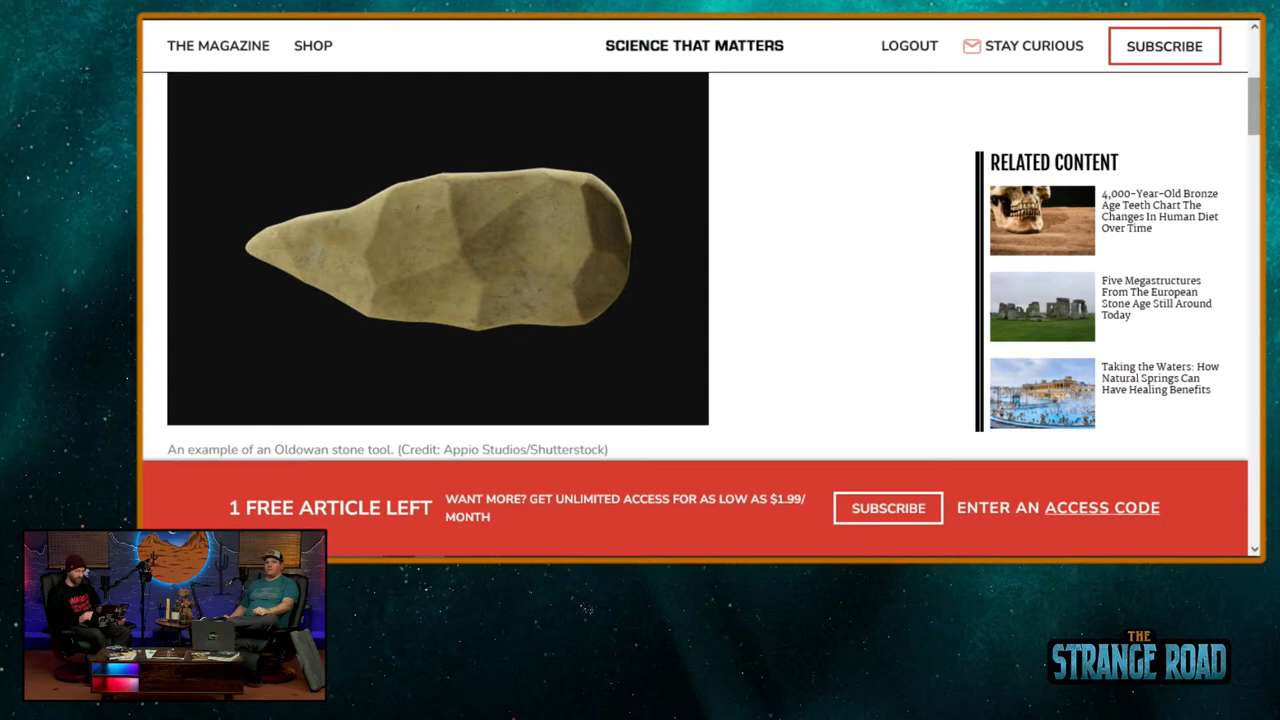 THE MAGAZINE
SHOP
SCIENCE THAT MATTERS
LOGOUT
STAY CURIOUS
SUBSCRIBE
RELATED CONTENT
4,000-Year-Old Bronze
Age Teeth Chart The
Changes In Human Diet
Over Time
Five Megastructures
From The European
Stone Age Still Around
Today
Taking the Waters: How
Natural Springs Can
Have Healing Benefits
An example of an Oldowan stone tool. (Credit: Appio Studios/Shutterstock)
1 FREE ARTICLE LEFT
WANT MORE? GET UNLIMITED ACCESS FOR AS LOW AS $1.99/
MONTH
SUBSCRIBE
ENTER AN ACCESS CODE
THE
STRANGE ROAD